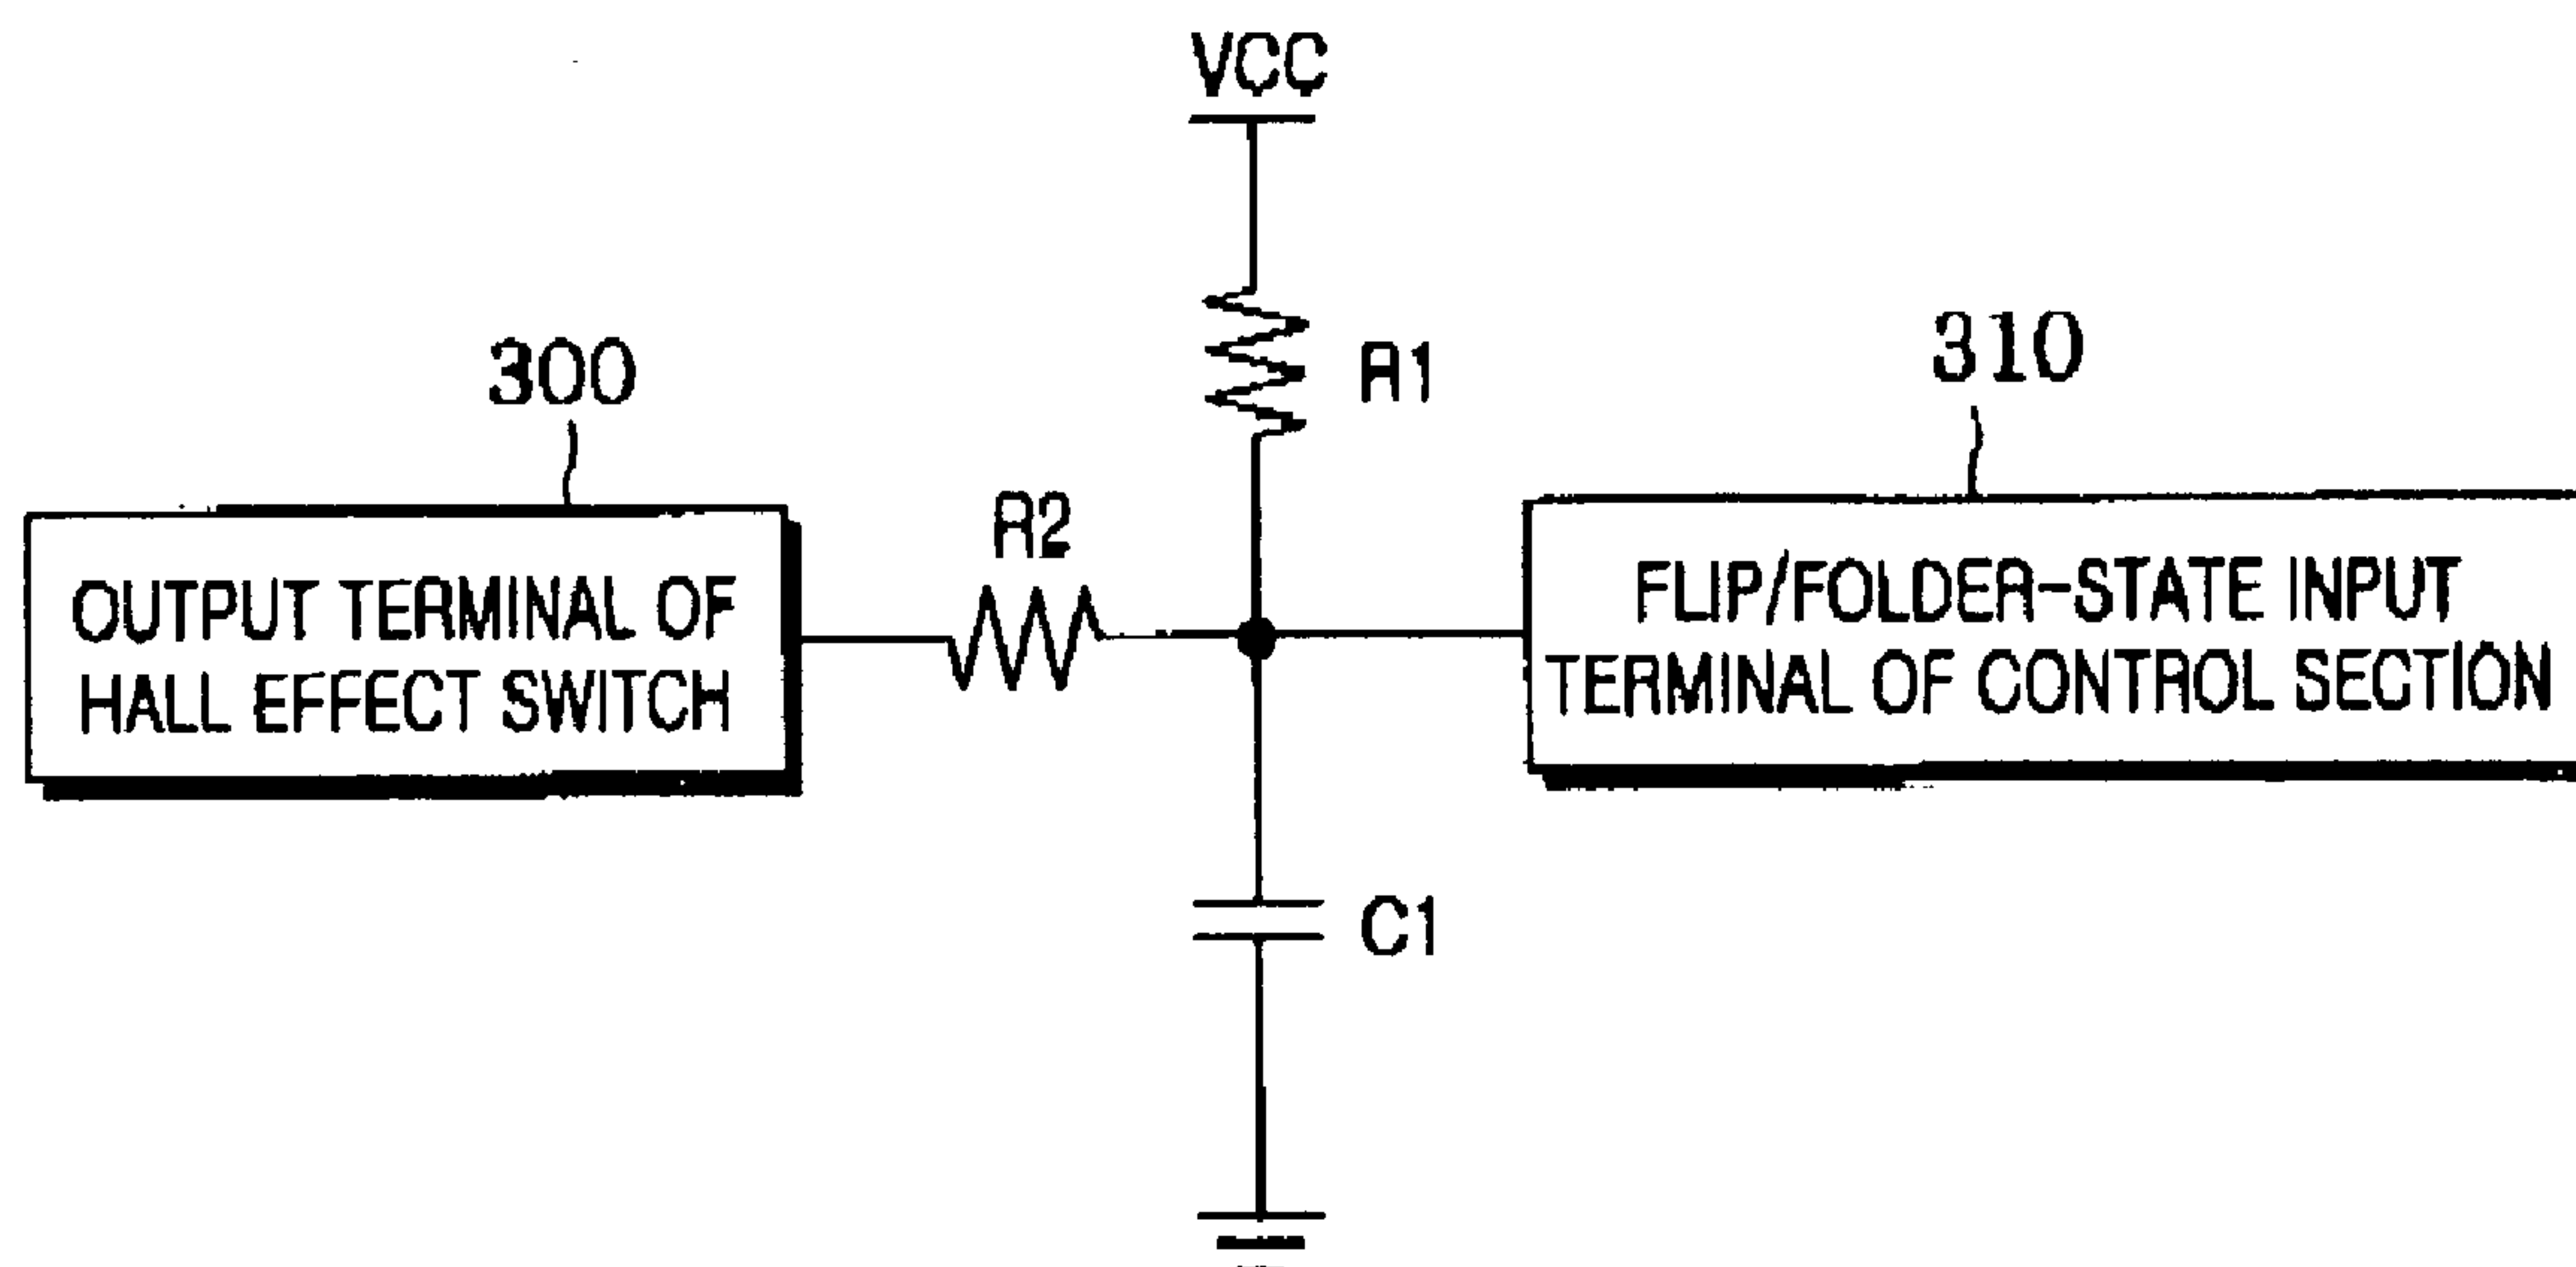 VCC
300
R1
310
R2
OUTPUT TERMINAL OF
HALL EFFECT SWITCH
FLIP/FOLDER-STATE INPUT
TERMINAL OF CONTROL SECTION
C1